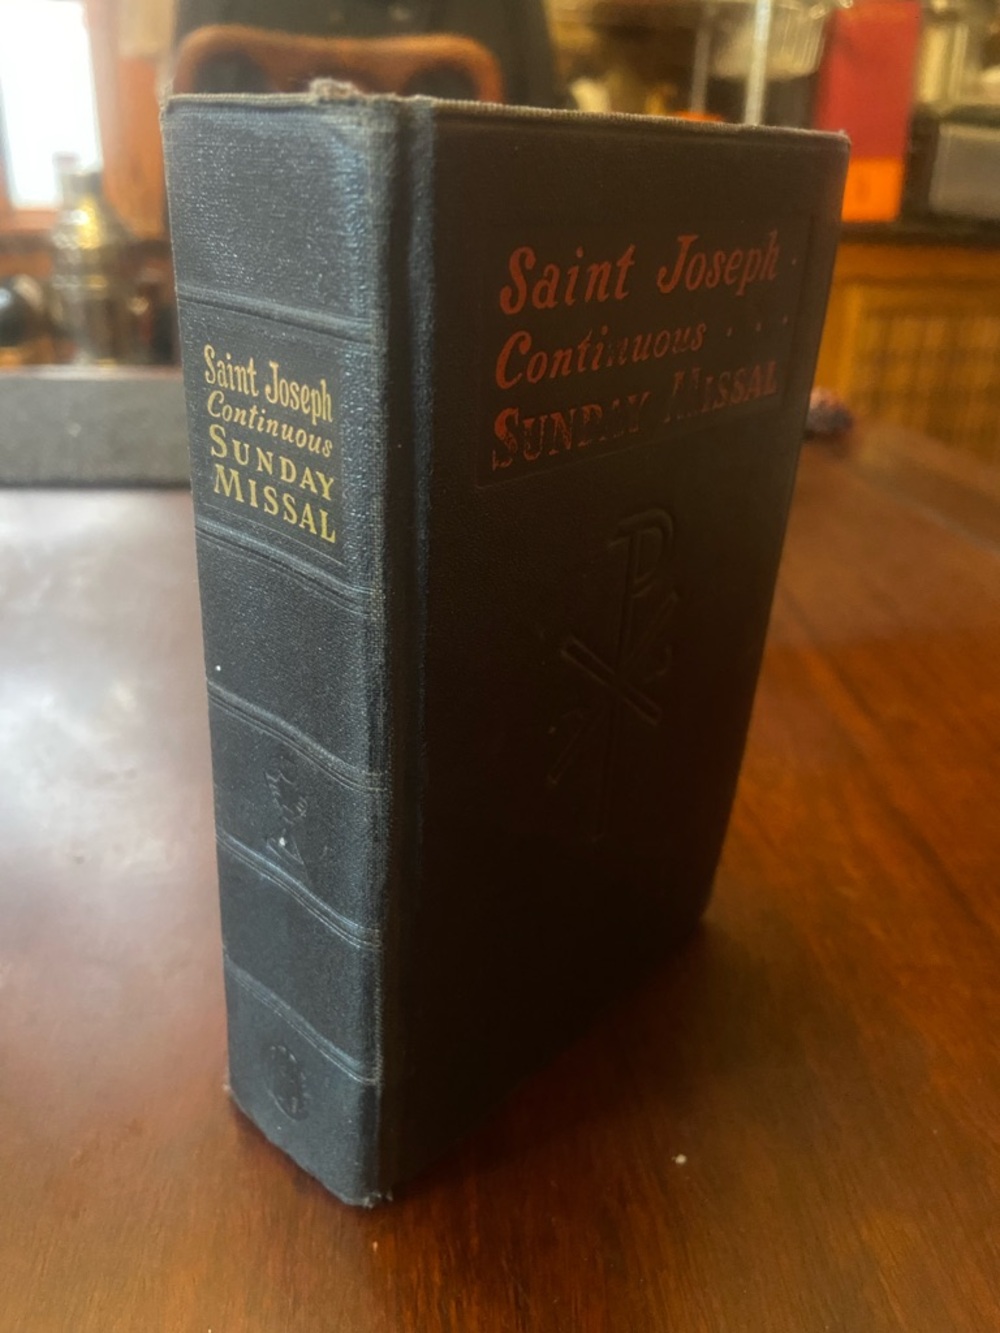 Saint Joseph
Continuous
SUNDAY
MISSAL
Saint Joseph
Continuous
SUNDAY MISSAL